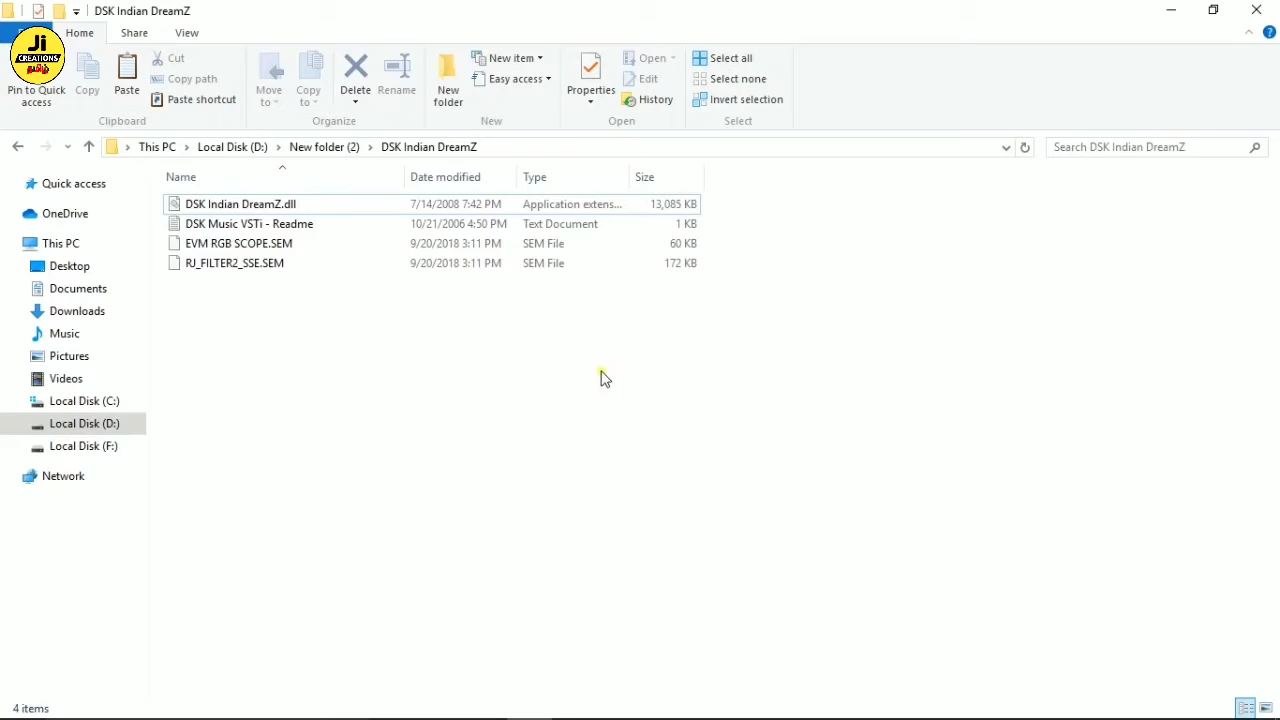 DSK Indian DreamZ
Home Share View
Ji
CREATIONS
தமிழ்
Pin to Quick access
Copy
Paste
Cut
Copy path
Paste shortcut
Move to
Copy to
Delete
Rename
New folder
New item
Easy access
Properties
Open
Edit
History
Select all
Select none
Invert selection
Clipboard Organize New Open Select
This PC Local Disk (D:) New folder (2) DSK Indian DreamZ
Search DSK Indian DreamZ
Name Date modified Type Size
DSK Indian DreamZ.dll 7/14/2008 7:42 PM Application extens... 13,085 KB
DSK Music VSTi - Readme 10/21/2006 4:50 PM Text Document 1 KB
EVM RGB SCOPE.SEM 9/20/2018 3:11 PM SEM File 60 KB
RJ_FILTER2_SSE.SEM 9/20/2018 3:11 PM SEM File 172 KB
Quick access
OneDrive
This PC
Desktop
Documents
Downloads
Music
Pictures
Videos
Local Disk (C:)
Local Disk (D:)
Local Disk (F:)
Network
4 items